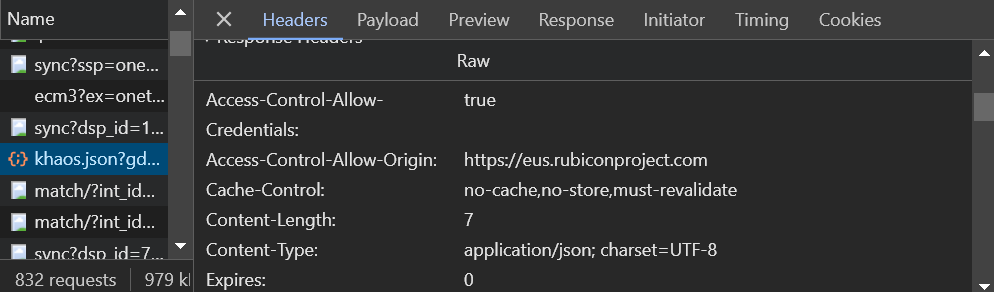 Name
Headers Payload Preview Response Initiator Timing Cookies
Response Headers
Raw
sync?ssp=one...
ecm3?ex=onet...
sync?dsp_id=1...
khaos.json?gd...
match/?int_id...
match/?int_id...
sync?dsp_id=7...
832 requests 979 kl
Access-Control-Allow- true
Credentials:
Access-Control-Allow-Origin: https://eus.rubiconproject.com
Cache-Control: no-cache,no-store,must-revalidate
Content-Length: 7
Content-Type: application/json; charset=UTF-8
Expires: 0